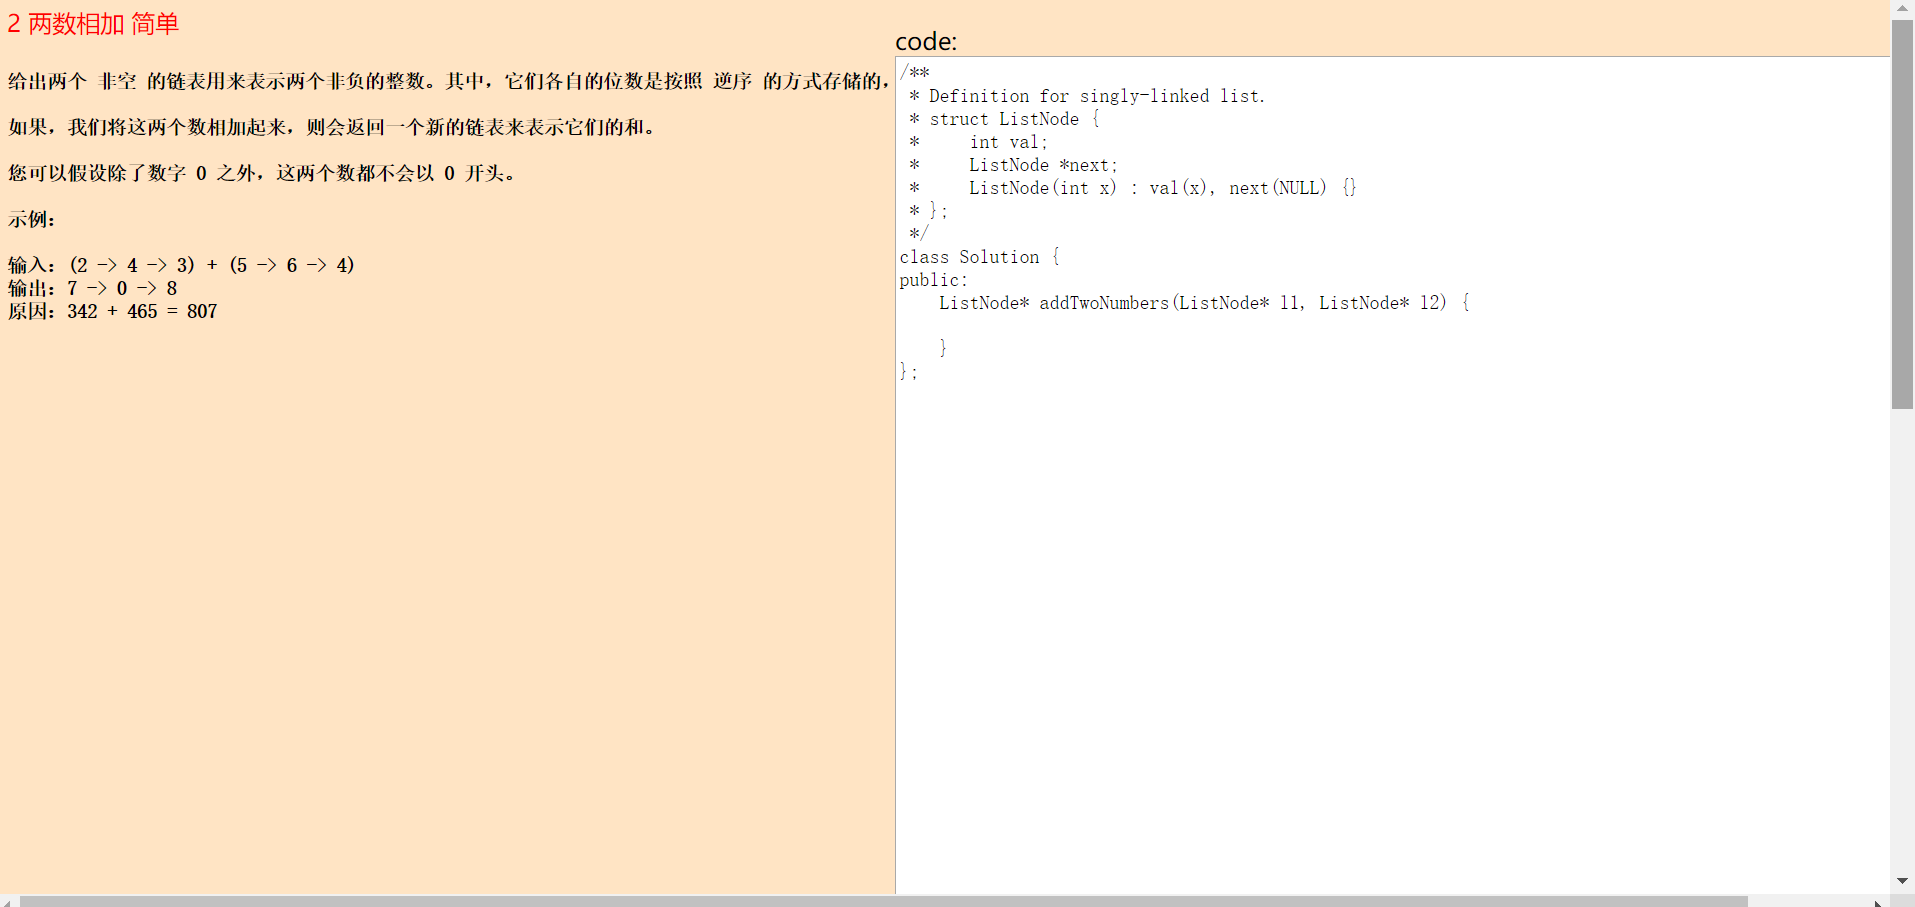 2 两数相加 简单
给出两个 非空 的链表用来表示两个非负的整数。其中，它们各自的位数是按照 逆序 的方式存储的，
如果，我们将这两个数相加起来，则会返回一个新的链表来表示它们的和。
您可以假设除了数字 0 之外，这两个数都不会以 0 开头。
示例：
输入：(2 -> 4 -> 3) + (5 -> 6 -> 4)
输出：7 -> 0 -> 8
原因：342 + 465 = 807
code:
/**
 * Definition for singly-linked list.
 * struct ListNode {
 *     int val;
 *     ListNode *next;
 *     ListNode(int x) : val(x), next(NULL) {}
 * };
 */
class Solution {
public:
    ListNode* addTwoNumbers(ListNode* l1, ListNode* l2) {
    }
};